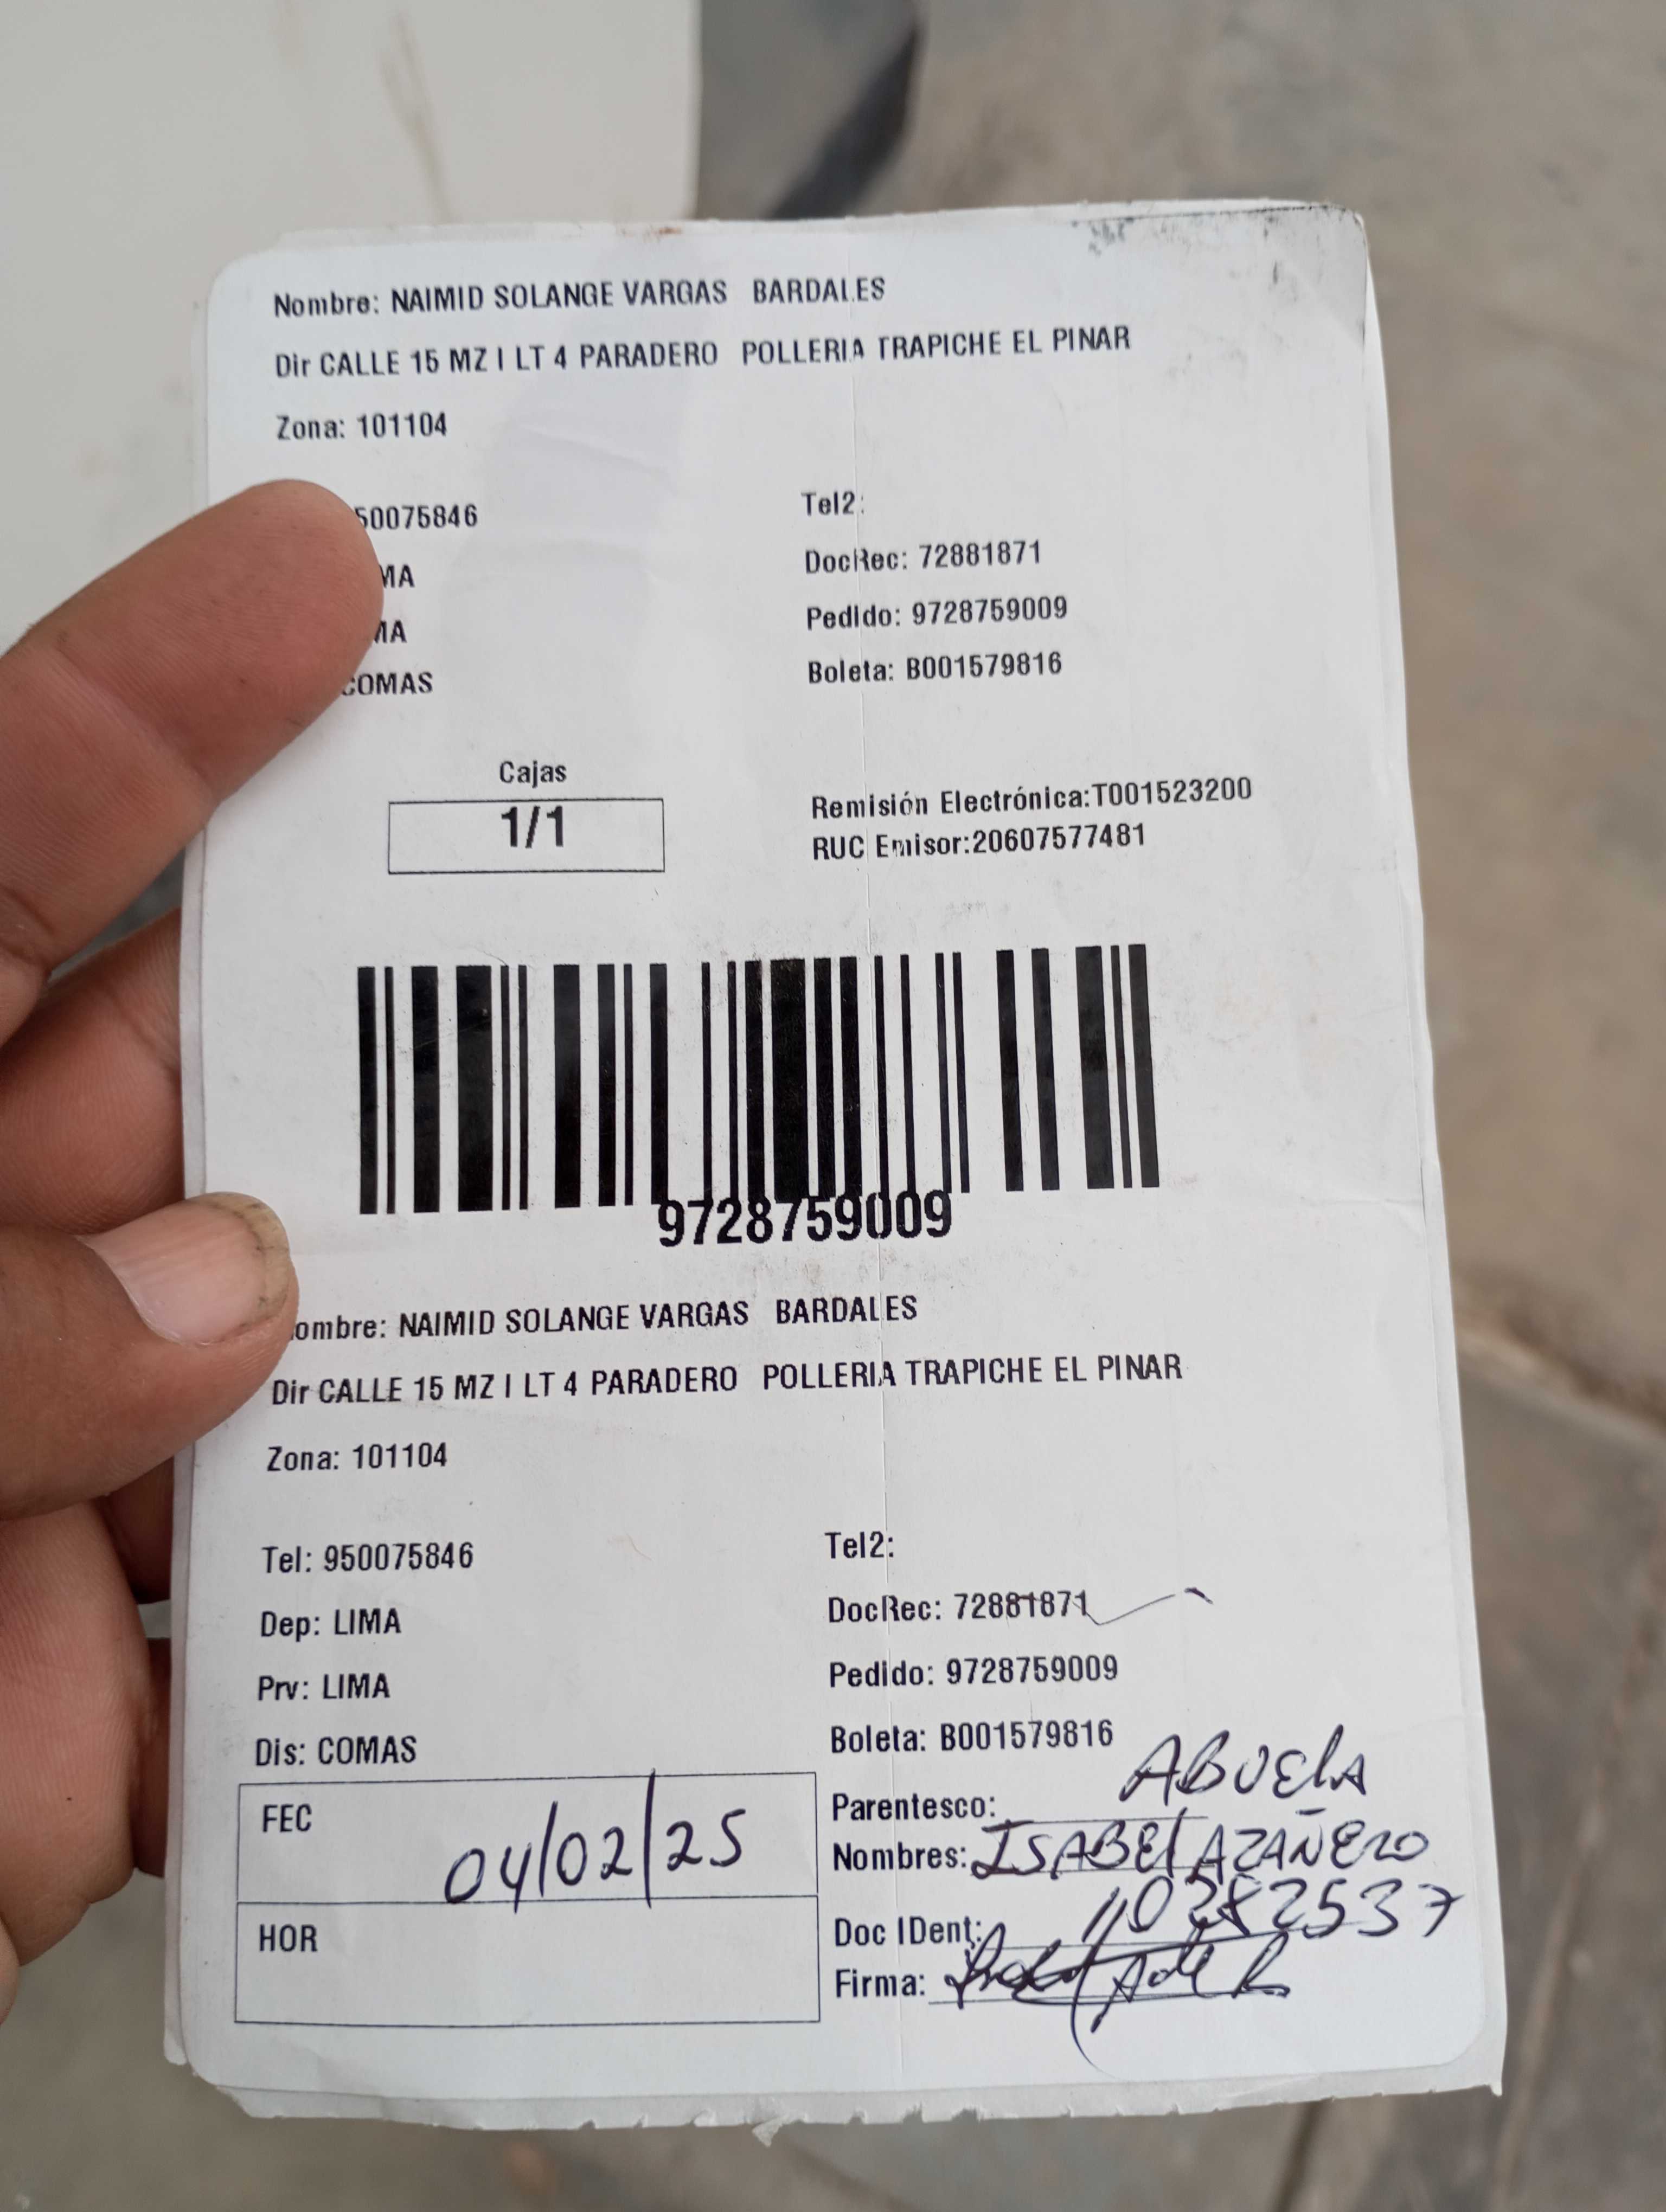 Nombre: NAIMID SOLANGE VARGAS BARDALES
Dir CALLE 15 MZ I LT 4 PARADERO POLLERIA TRAPICHE EL PINAR
Zona: 101104
50075846
Tel2:
MA
DocRec: 72881871
MA
Pedido: 9728759009
COMAS
Boleta: B001579816
Cajas
1/1
Remisión Electrónica:T001523200
RUC Emisor:20607577481
9728759009
ombre: NAIMID SOLANGE VARGAS BARDALES
Dir CALLE 15 MZ I LT 4 PARADERO POLLERIA TRAPICHE EL PINAR
Zona: 101104
Tel: 950075846
Tel2:
Dep: LIMA
DocRec: 72881871
Prv: LIMA
Pedido: 9728759009
Dis: COMAS
Boleta: B001579816
FEC 04/02/25
Parentesco: ABUELA
Nombres: ISABEL AZAÑERO
HOR
Doc IDent:
Firma: